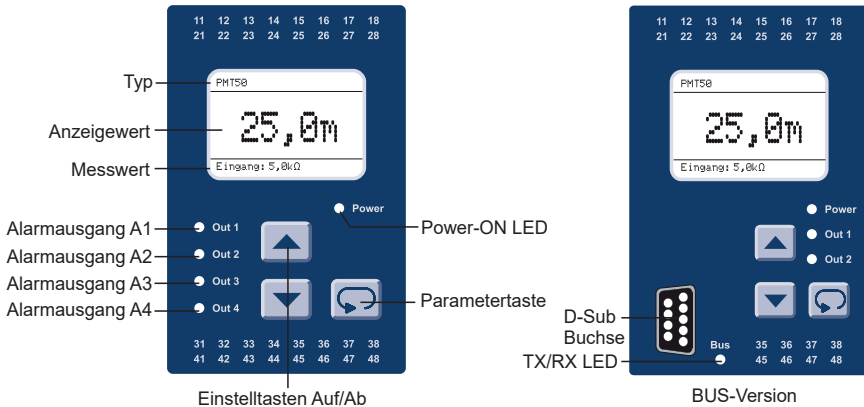 11 12 13 14 15 16 17 18
21 22 23 24 25 26 27 28
Typ
PMT50
Anzeigewert
25,0m
Messwert
Eingang: 5,0kΩ
Power
Power-ON LED
Alarmausgang A1
Out 1
Alarmausgang A2
Out 2
Alarmausgang A3
Out 3
Alarmausgang A4
Out 4
Parametertaste
31 32 33 34 35 36 37 38
41 42 43 44 45 46 47 48
Einstelltasten Auf/Ab
11 12 13 14 15 16 17 18
21 22 23 24 25 26 27 28
PMT50
25,0m
Eingang: 5,0kΩ
Power
Out 1
Out 2
D-Sub
Buchse
TX/RX LED
Bus
35 36 37 38
45 46 47 48
BUS-Version